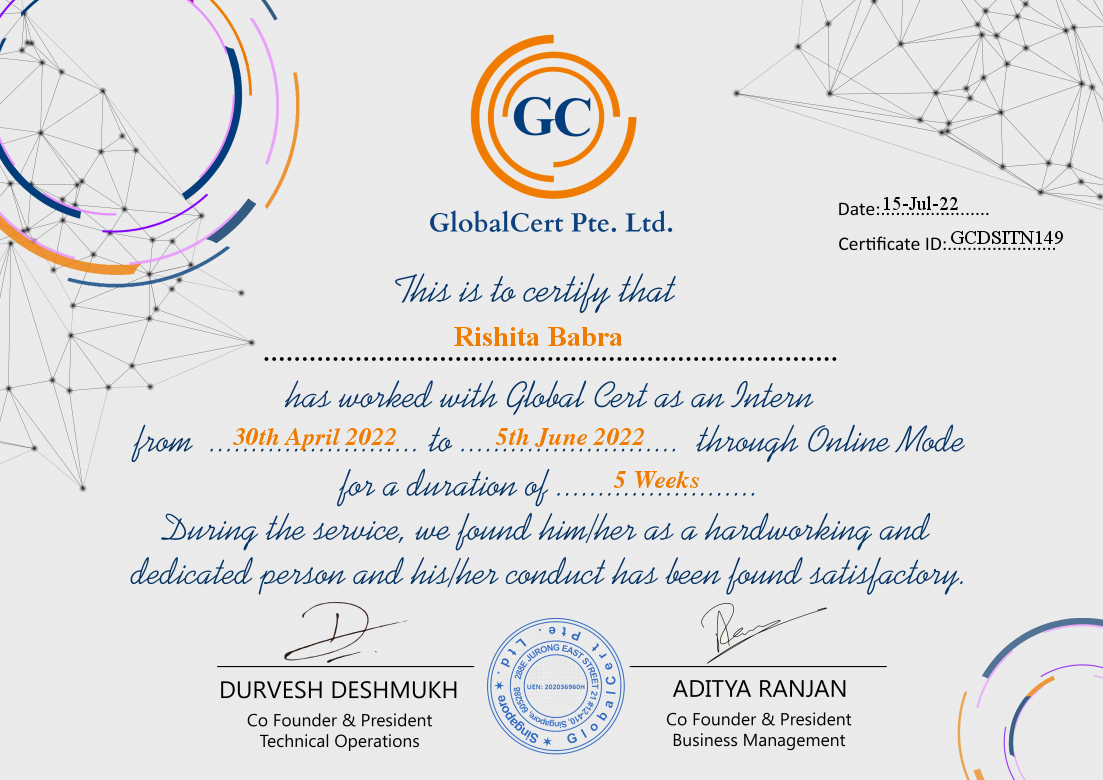 GC
GlobalCert Pte. Ltd.
Date:15-Jul-22
Certificate ID:GCDSITN149
This is to certify that
Rishita Babra
has worked with Global Cert as an Intern
from 30th April 2022 to 5th June 2022 through Online Mode
for a duration of 5 Weeks
During the service, we found him/her as a hardworking and
dedicated person and his/her conduct has been found satisfactory.
DURVESH DESHMUKH
Co Founder & President
Technical Operations
GlobalCert Pte. Ltd.
✶ Singapore ✶
288E JURONG EAST STREET 21 #12-410, Singapore, 605288
UEN: 202036960H
ADITYA RANJAN
Co Founder & President
Business Management